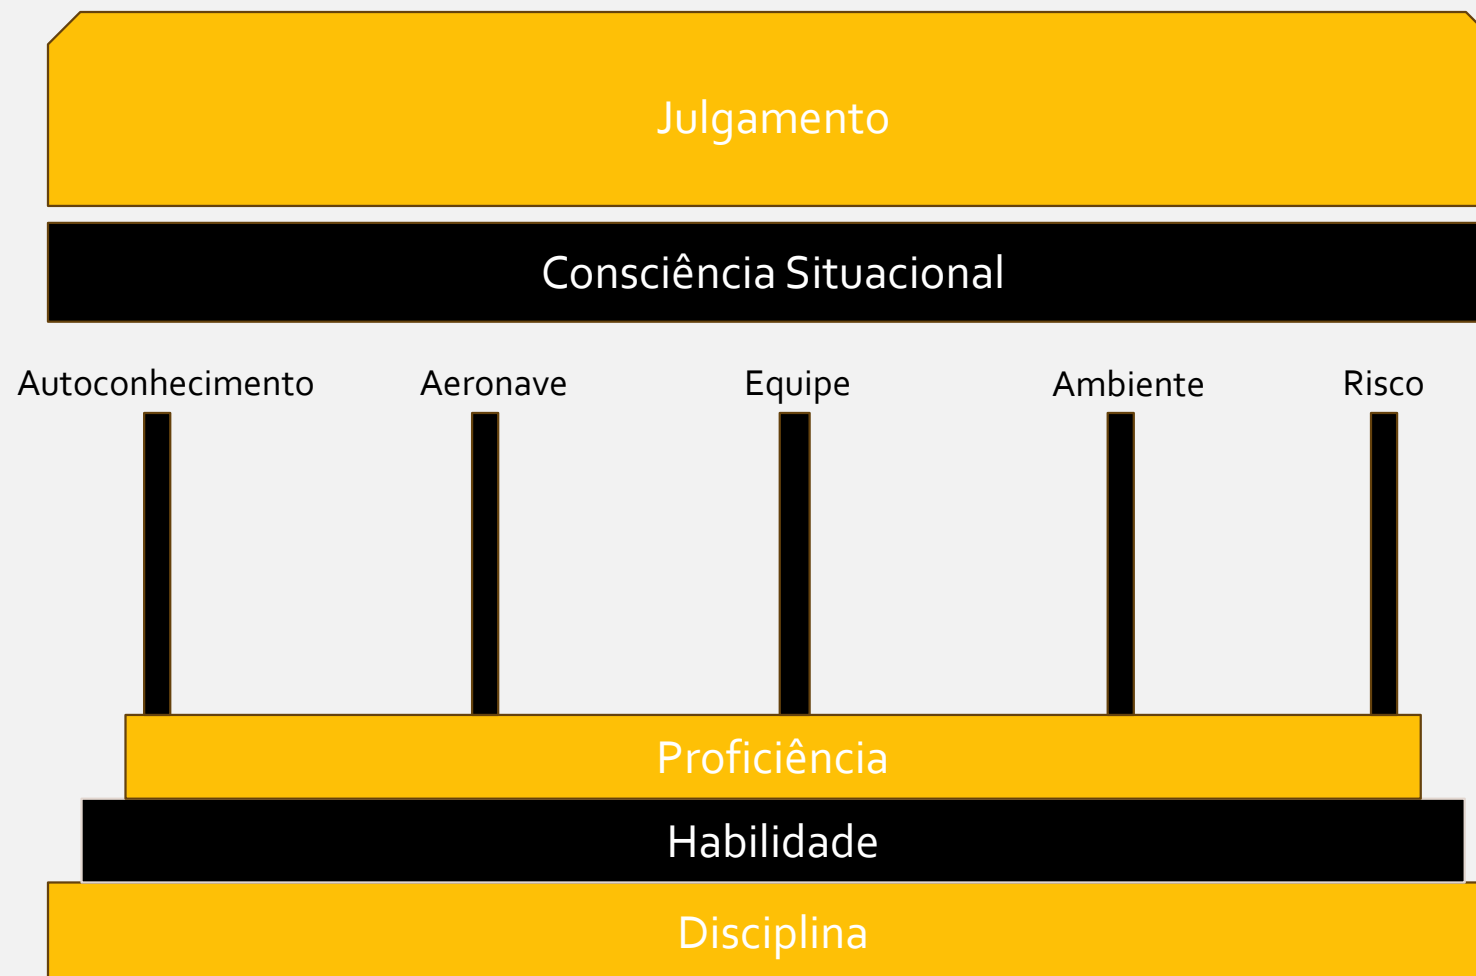 Julgamento
Consciência Situacional
Autoconhecimento
Aeronave
Equipe
Ambiente
Risco
Proficiência
Habilidade
Disciplina